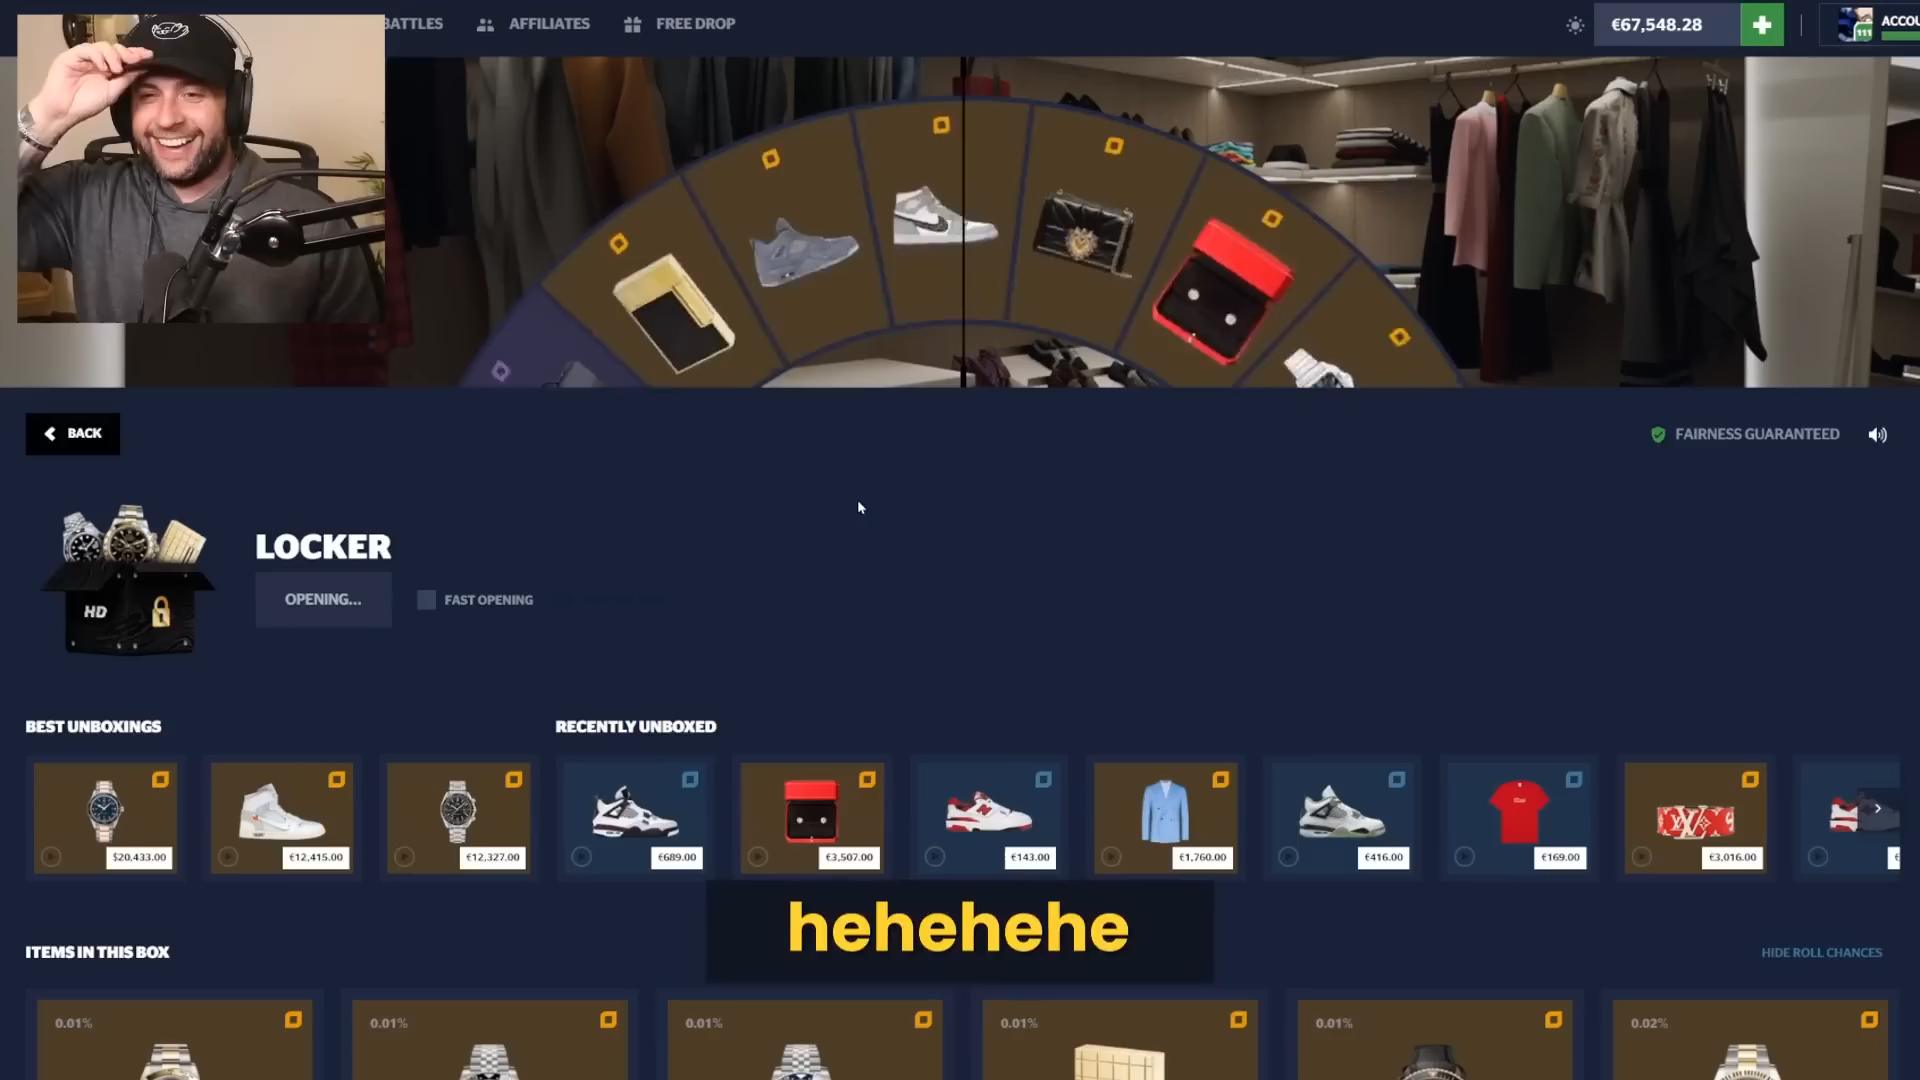 BATTLES
AFFILIATES
FREE DROP
€67,548.28
111
ACCOU
BACK
FAIRNESS GUARANTEED
HD
LOCKER
OPENING...
FAST OPENING
BEST UNBOXINGS
RECENTLY UNBOXED
$20,433.00
€12,415.00
€12,327.00
€689.00
€3,507.00
€143.00
€1,760.00
€416.00
€169.00
€3,016.00
€
hehehehe
ITEMS IN THIS BOX
HIDE ROLL CHANCES
0.01%
0.01%
0.01%
0.01%
0.01%
0.02%